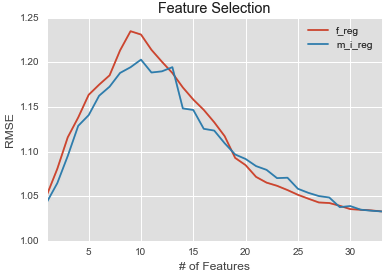 Feature Selection
1.25
1.20
1.15
1.10
1.05
1.00
RMSE
f_reg
m_i_reg
5 10 15 20 25 30
# of Features